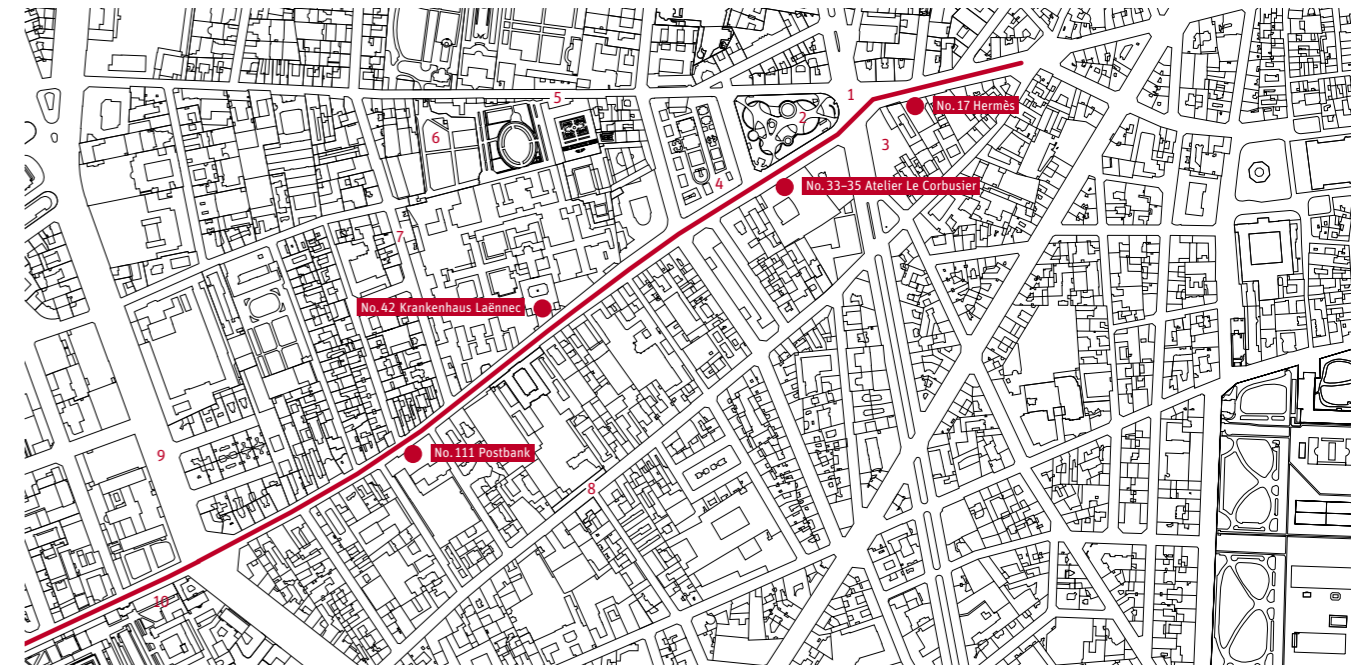 1
5
No. 17 Hermès
2
6
3
4
No. 33–35 Atelier Le Corbusier
7
No. 42 Krankenhaus Laënnec
No. 111 Postbank
9
8
10